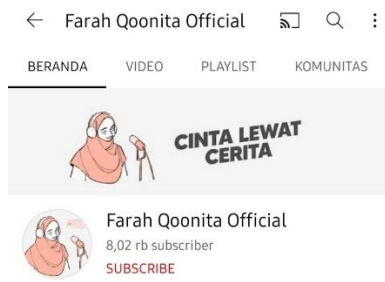 Farah Qoonita Official
BERANDA VIDEO PLAYLIST KOMUNITAS
CINTA LEWAT
CERITA
Farah Qoonita Official
8,02 rb subscriber
SUBSCRIBE